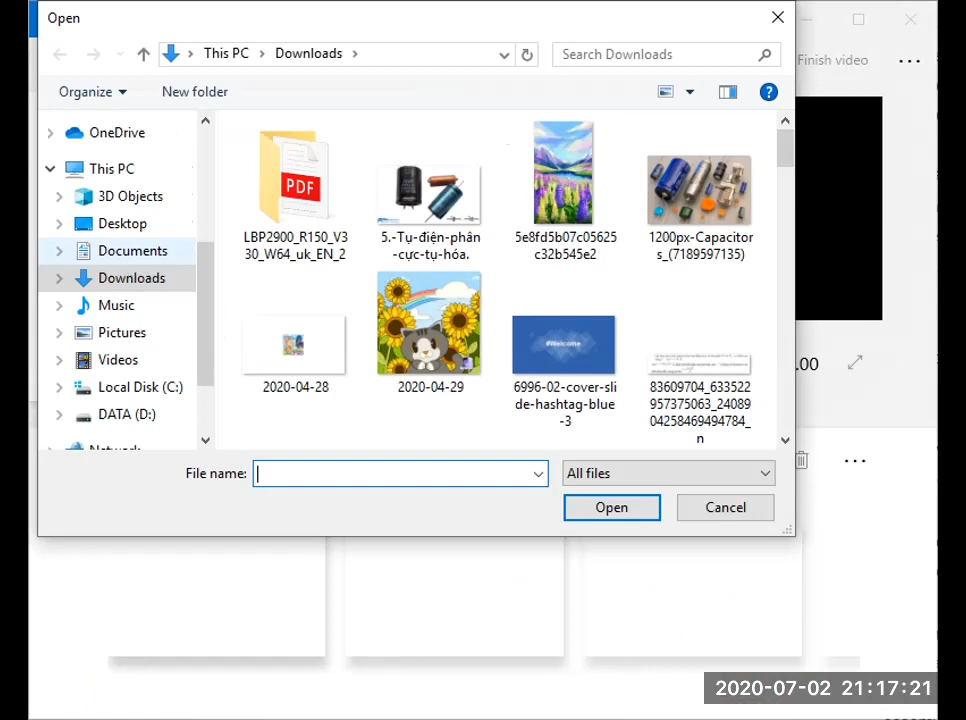 Open
This PC
Downloads
Search Downloads
Finish video
Organize
New folder
OneDrive
This PC
3D Objects
Desktop
Documents
Downloads
Music
Pictures
Videos
Local Disk (C:)
DATA (D:)
Network
PDF
LBP2900_R150_V3
30_W64_uk_EN_2
5.-Tụ-điện-phân
-cực-tụ-hóa.
5e8fd5b07c05625
c32b545e2
1200px-Capacitor
s_(7189597135)
#Welcome
2020-04-28
2020-04-29
6996-02-cover-sli
de-hashtag-blue
-3
83609704_633522
957375063_24089
04258469494784_
n
.00
File name:
All files
Open
Cancel
2020-07-02 21:17:21